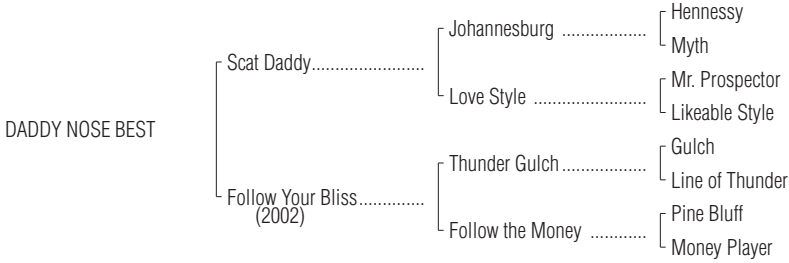 Hennessy
Johannesburg ..................
Myth
Scat Daddy........................
Mr. Prospector
Love Style ........................
Likeable Style
DADDY NOSE BEST
Gulch
Thunder Gulch..................
Line of Thunder
Follow Your Bliss..............
(2002)
Pine Bluff
Follow the Money ............
Money Player